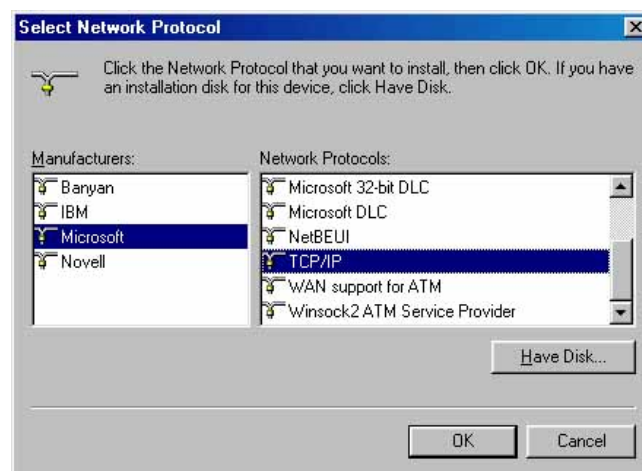 Select Network Protocol
Click the Network Protocol that you want to install, then click OK. If you have
an installation disk for this device, click Have Disk.
Manufacturers:
Banyan
IBM
Microsoft
Novell
Network Protocols:
Microsoft 32-bit DLC
Microsoft DLC
NetBEUI
TCP/IP
WAN support for ATM
Winsock2 ATM Service Provider
Have Disk...
OK
Cancel